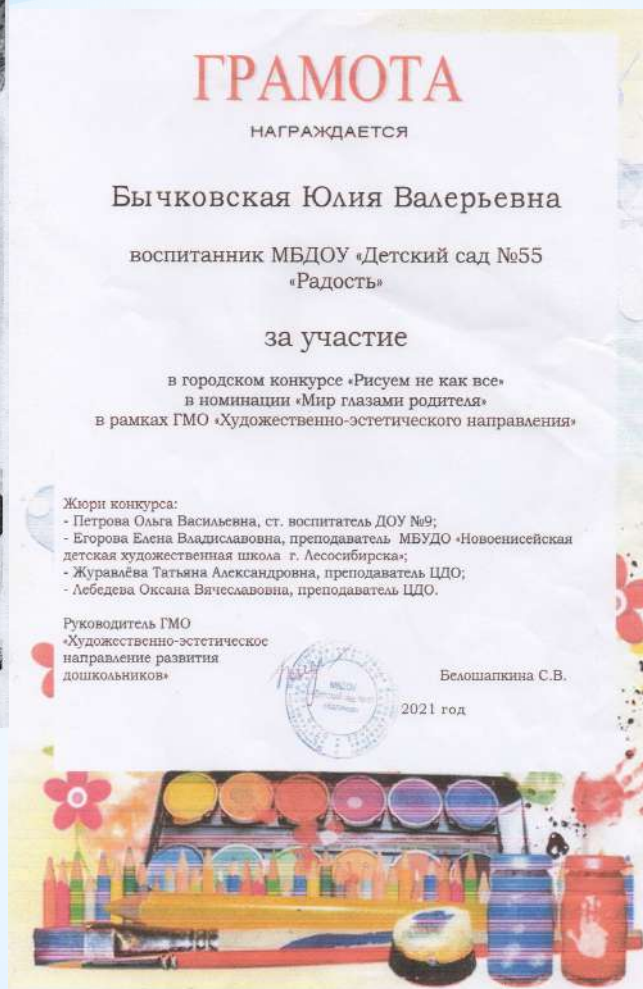 ГРАМОТА
НАГРАЖДАЕТСЯ
Бычковская Юлия Валерьевна
воспитанник МБДОУ «Детский сад №55
«Радость»
за участие
в городском конкурсе «Рисуем не как все»
в номинации «Мир глазами родителя»
в рамках ГМО «Художественно-эстетического направления»
Жюри конкурса:
- Петрова Ольга Васильевна, ст. воспитатель ДОУ №9;
- Егорова Елена Владиславовна, преподаватель МБУДО «Новоенисейская
детская художественная школа г. Лесосибирска»;
- Журавлёва Татьяна Александровна, преподаватель ЦДО;
- Лебедева Оксана Вячеславовна, преподаватель ЦДО.
Руководитель ГМО
«Художественно-эстетическое
направление развития
дошкольников»
Белошапкина С.В.
МБДОУ
2021 год